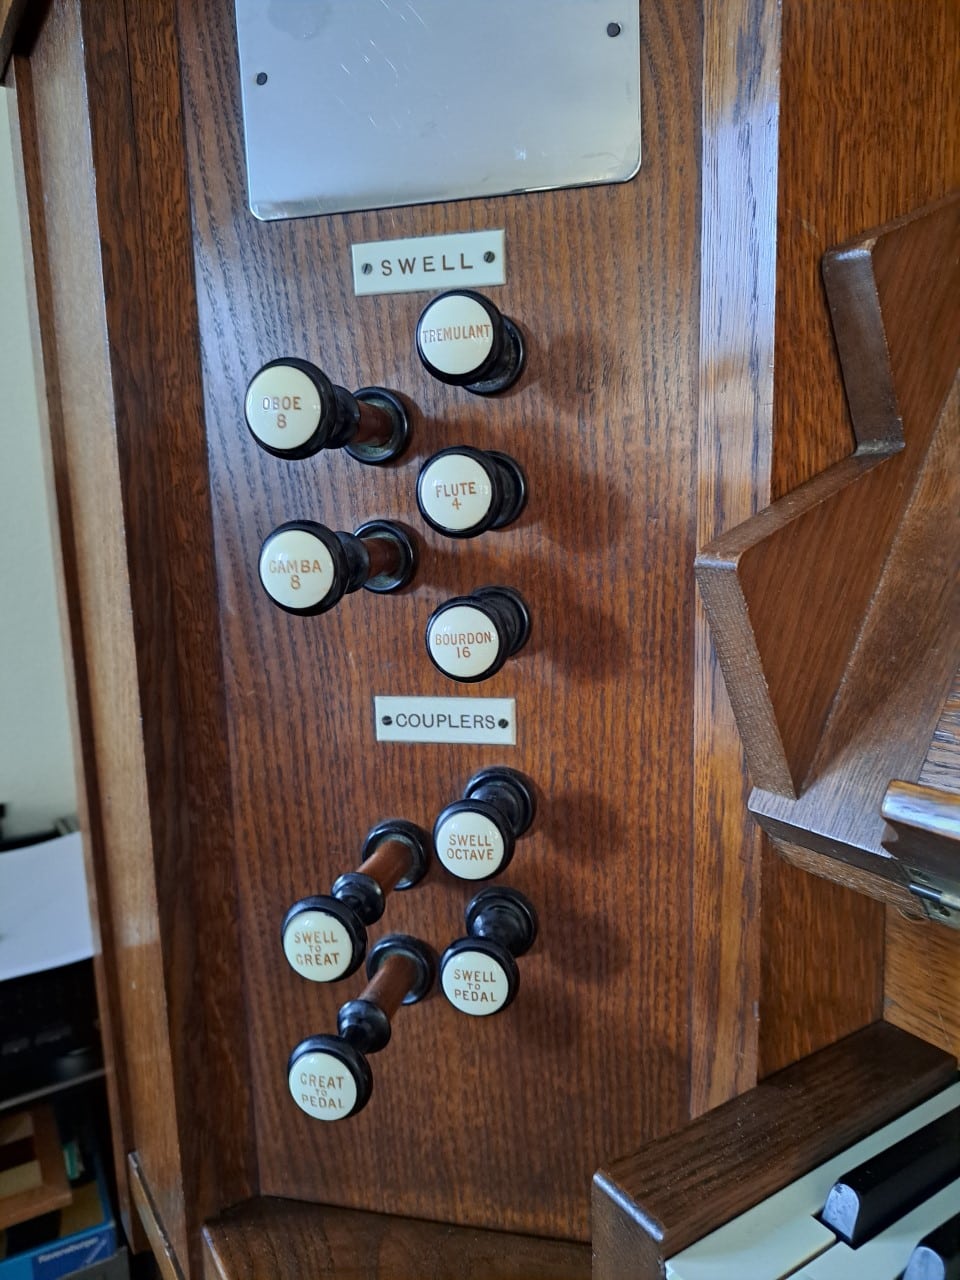 SWELL
TREMULANT
OBOE
8
FLUTE
4
GAMBA
8
BOURDON
16
COUPLERS
SWELL
OCTAVE
SWELL
TO
GREAT
SWELL
TO
PEDAL
GREAT
TO
PEDAL
Ravensburger